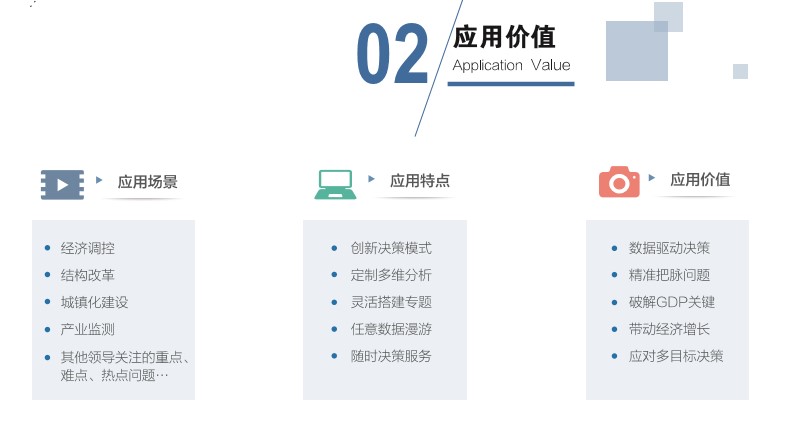 02
应用价值
Application Value
应用场景
经济调控
结构改革
城镇化建设
产业监测
其他领导关注的重点、
难点、热点问题…
应用特点
创新决策模式
定制多维分析
灵活搭建专题
任意数据漫游
随时决策服务
应用价值
数据驱动决策
精准把脉问题
破解GDP关键
带动经济增长
应对多目标决策